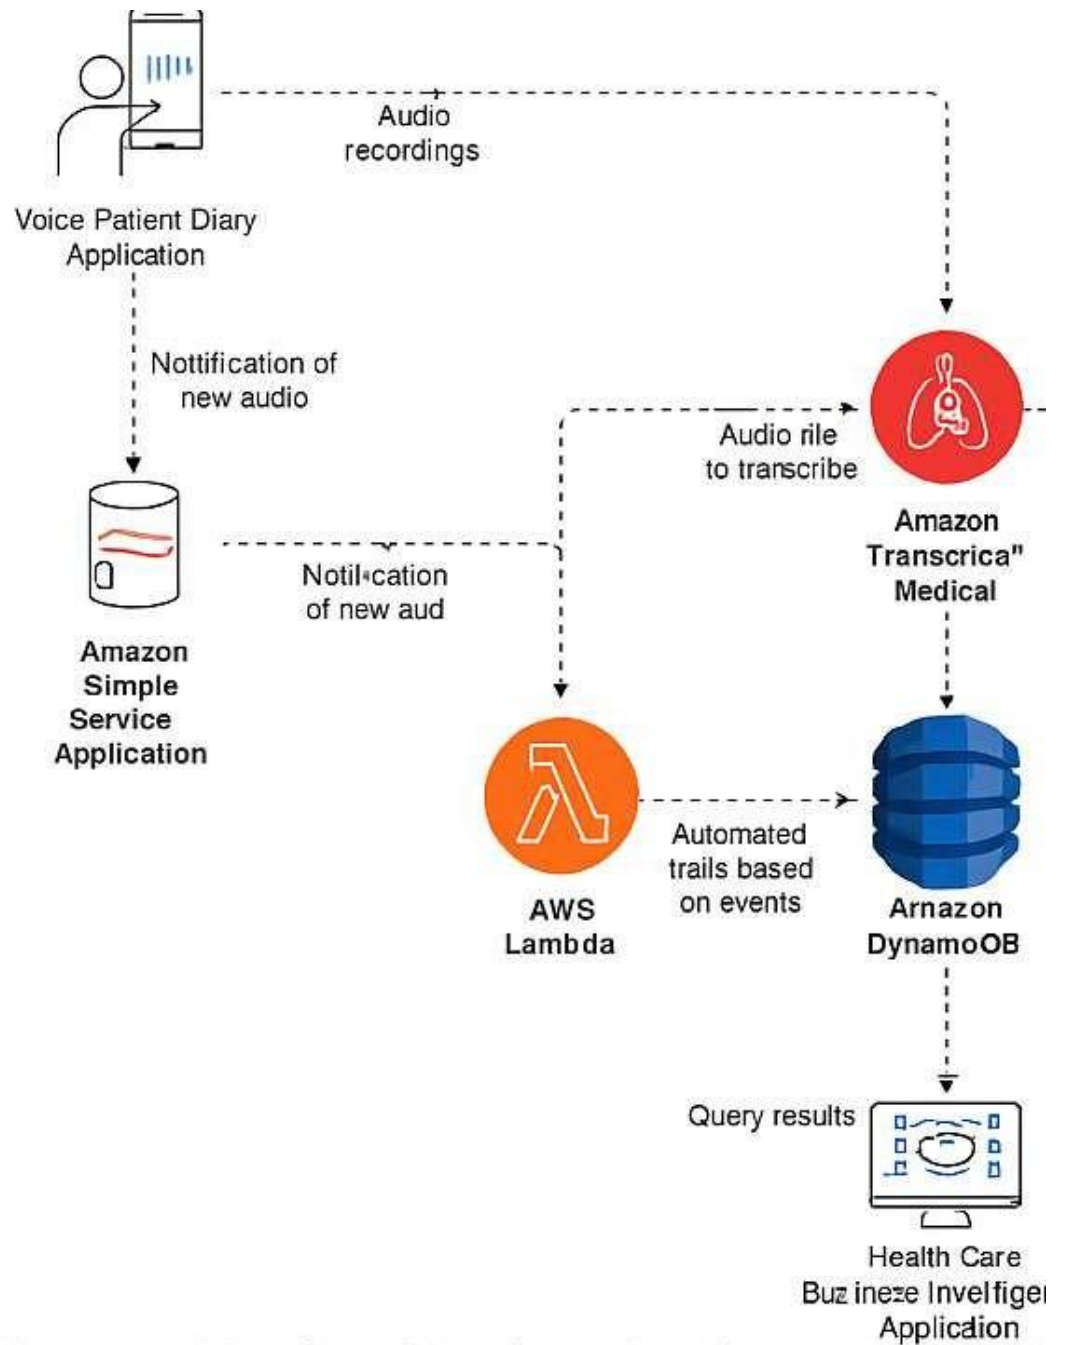 Audio
recordings
Voice Patient Diary
Application
Nottification of
new audio
Audio rile
to transcribe
Amazon
Transcrica"
Medical
Notil•cation
of new aud
Amazon
Simple
Service
Application
Automated
trails based
on events
AWS
Lambda
Arnazon
DynamoOB
Query results
Health Care
Buzineze Invelfiger
Application